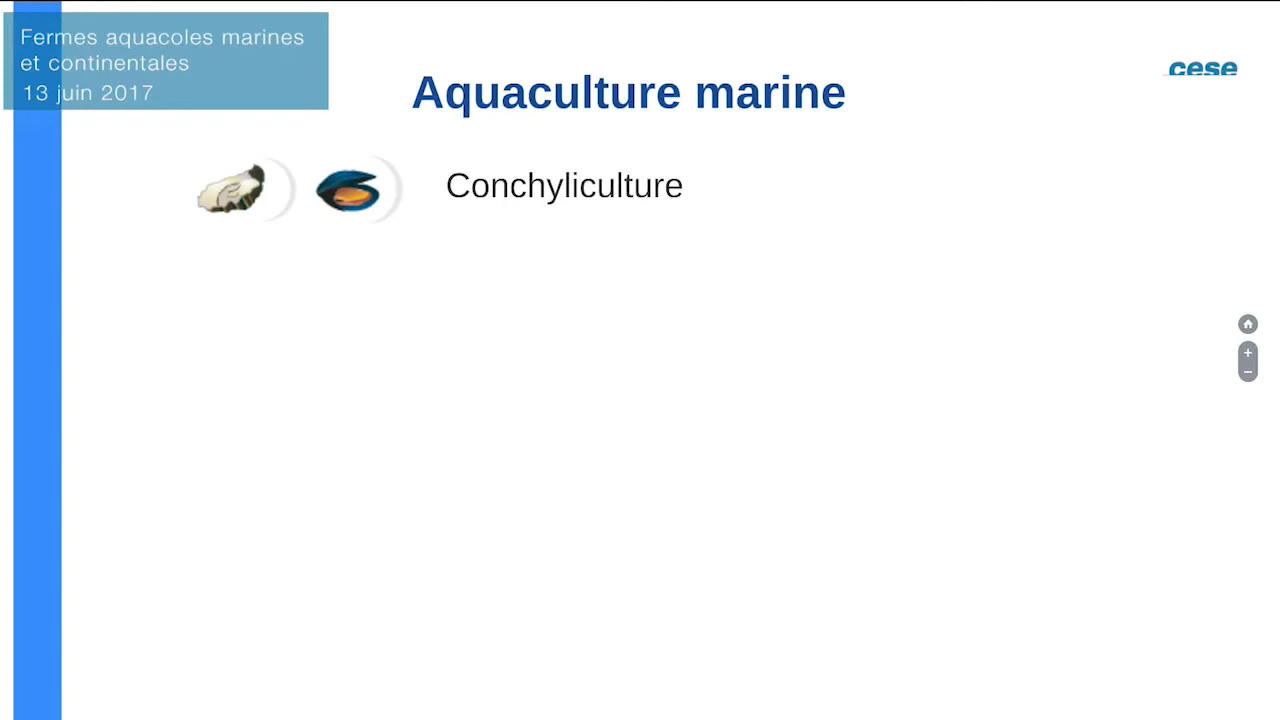 Fermes aquacoles marines
et continentales
13 juin 2017
Aquaculture marine
cese
Conchyliculture